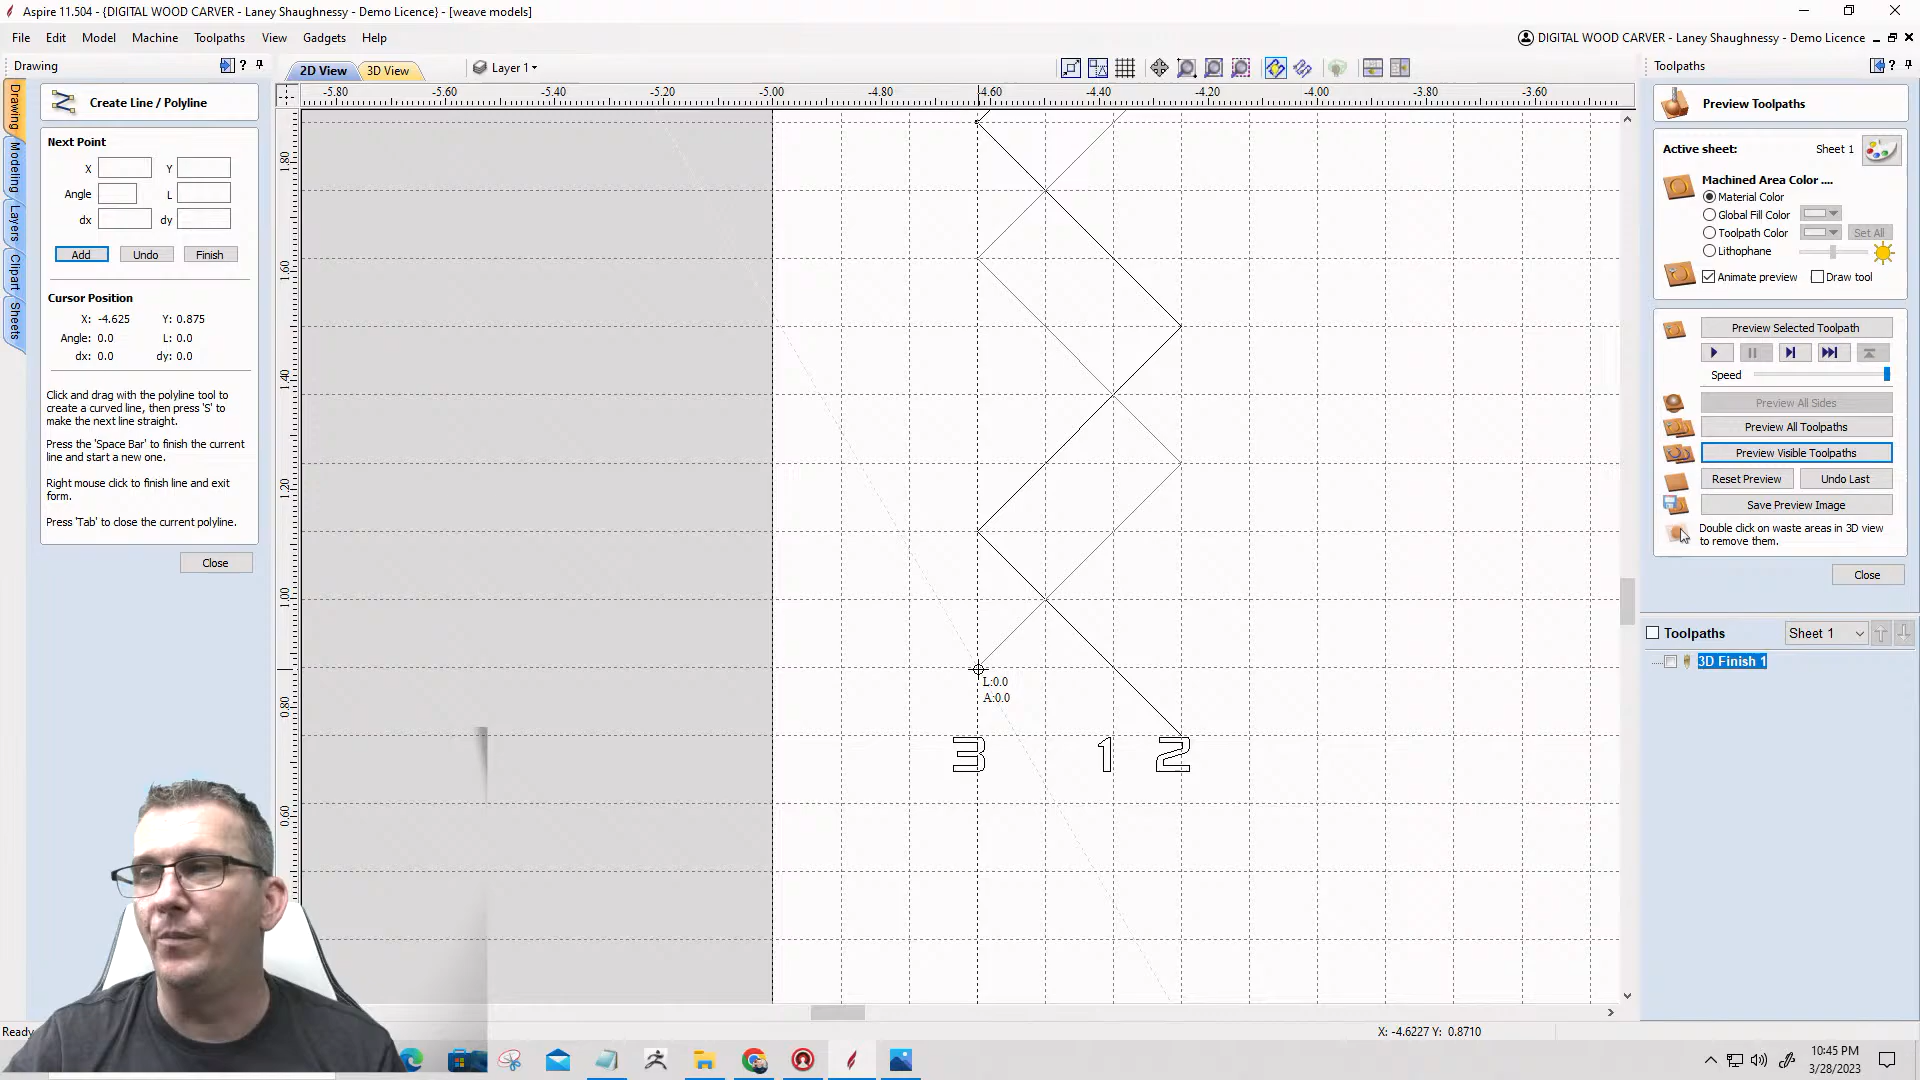 Aspire 11.504 - {DIGITAL WOOD CARVER - Laney Shaughnessy - Demo Licence} - [weave models]
File Edit Model Machine Toolpaths View Gadgets Help
DIGITAL WOOD CARVER - Laney Shaughnessy - Demo Licence
Drawing
2D View
3D View
Layer 1
Toolpaths
Drawing
Modeling
Layers
Clipart
Sheets
Create Line / Polyline
Next Point
X Y
Angle L
dx dy
Add Undo Finish
Cursor Position
X: -4.625 Y: 0.875
Angle: 0.0 L: 0.0
dx: 0.0 dy: 0.0
Click and drag with the polyline tool to
create a curved line, then press 'S' to
make the next line straight.
Press the 'Space Bar' to finish the current
line and start a new one.
Right mouse click to finish line and exit
form.
Press 'Tab' to close the current polyline.
Close
-5.80 -5.60 -5.40 -5.20 -5.00 -4.80 -4.60 -4.40 -4.20 -4.00 -3.80 -3.60
1.80
1.60
1.40
1.20
1.00
0.80
0.60
L:0.0
A:0.0
3 1 2
Preview Toolpaths
Active sheet: Sheet 1
Machined Area Color ....
Material Color
Global Fill Color
Toolpath Color Set All
Lithophane
Animate preview Draw tool
Preview Selected Toolpath
Speed
Preview All Sides
Preview All Toolpaths
Preview Visible Toolpaths
Reset Preview Undo Last
Save Preview Image
Double click on waste areas in 3D view
to remove them.
Close
Toolpaths Sheet 1
3D Finish 1
Ready
X: -4.6227 Y: 0.8710
10:45 PM
3/28/2023